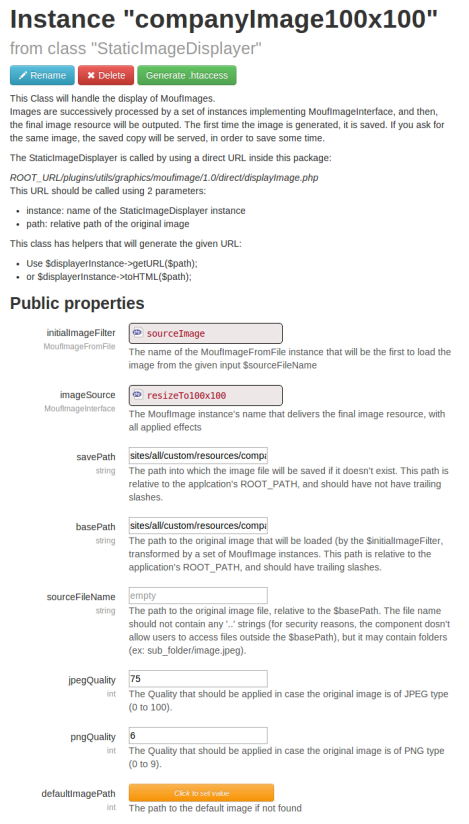 Instance "companyImage100x100"
from class "StaticImageDisplayer"
Rename
Delete
Generate .htaccess
This Class will handle the display of MoufImages.
Images are successively processed by a set of instances implementing MoufImageInterface, and then,
the final image resource will be outputed. The first time the image is generated, it is saved. If you ask for
the same image, the saved copy will be served, in order to save some time.
The StaticImageDisplayer is called by using a direct URL inside this package:
ROOT_URL/plugins/utils/graphics/moufimage/1.0/direct/displayImage.php
This URL should be called using 2 parameters:
• instance: name of the StaticImageDisplayer instance
• path: relative path of the original image
This class has helpers that will generate the given URL:
• Use $displayerInstance->getURL($path);
• or $displayerInstance->toHTML($path);
Public properties
initialImageFilter
MoufImageFromFile
sourceImage
The name of the MoufImageFromFile instance that will be the first to load the
image from the given input $sourceFileName
imageSource
MoufImageInterface
resizeTo100x100
The MoufImage instance's name that delivers the final image resource, with
all applied effects
savePath
string
sites/all/custom/resources/compa
The path into which the image file will be saved if it doesn't exist. This path is
relative to the applcation's ROOT_PATH, and should have not have trailing
slashes.
basePath
string
sites/all/custom/resources/compa
The path to the original image that will be loaded (by the $initialImageFilter,
transformed by a set of MoufImage instances. This path is relative to the
application's ROOT_PATH, and should have trailing slashes.
sourceFileName
string
empty
The path to the original image file, relative to the $basePath. The file name
should not contain any '..' strings (for security reasons, the component dosn't
allow users to access files outside the $basePath), but it may contain folders
(ex: sub_folder/image.jpeg).
jpegQuality
int
75
The Quality that should be applied in case the original image is of JPEG type
(0 to 100).
pngQuality
int
6
The Quality that should be applied in case the original image is of PNG type
(0 to 9).
defaultImagePath
int
Click to set value
The path to the default image if not found